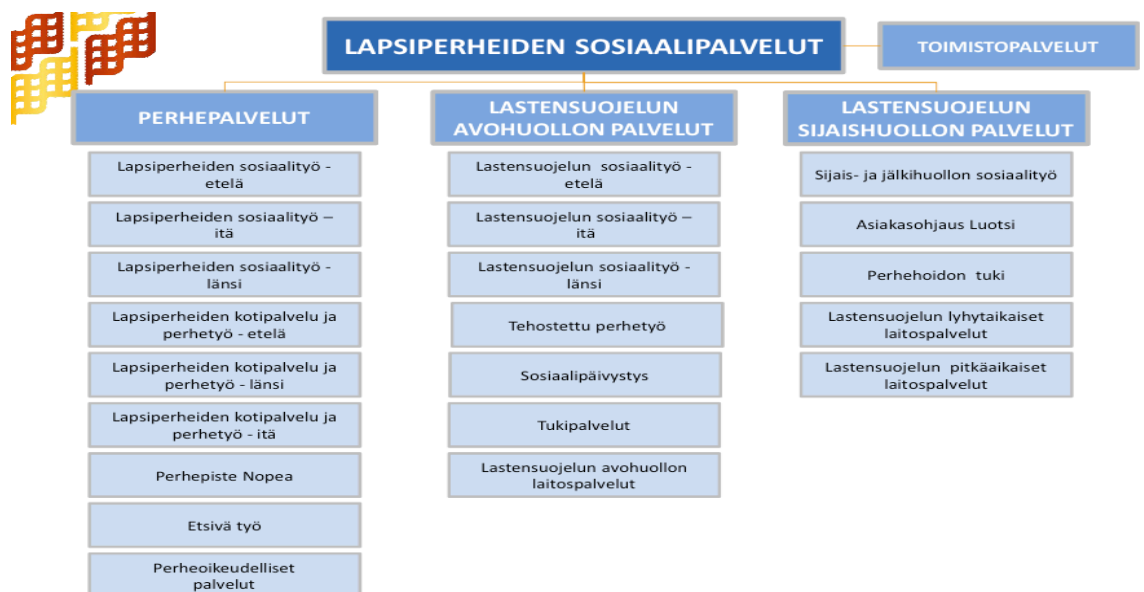 LAPSIPERHEIDEN SOSIAALIPALVELUT
TOIMISTOPALVELUT
PERHEPALVELUT
Lapsiperheiden sosiaalityö -
etelä
Lapsiperheiden sosiaalityö –
itä
Lapsiperheiden sosiaalityö -
länsi
Lapsiperheiden kotipalvelu ja
perhetyö - etelä
Lapsiperheiden kotipalvelu ja
perhetyö - länsi
Lapsiperheiden kotipalvelu ja
perhetyö - itä
Perhepiste Nopea
Etsivä työ
Perheoikeudelliset
palvelut
LASTENSUOJELUN
AVOHUOLLON PALVELUT
Lastensuojelun sosiaalityö -
etelä
Lastensuojelun sosiaalityö –
itä
Lastensuojelun sosiaalityö -
länsi
Tehostettu perhetyö
Sosiaalipäivystys
Tukipalvelut
Lastensuojelun avohuollon
laitospalvelut
LASTENSUOJELUN
SIJAISHUOLLON PALVELUT
Sijais- ja jälkihuollon sosiaalityö
Asiakasohjaus Luotsi
Perhehoidon tuki
Lastensuojelun lyhytaikaiset
laitospalvelut
Lastensuojelun pitkäaikaiset
laitospalvelut